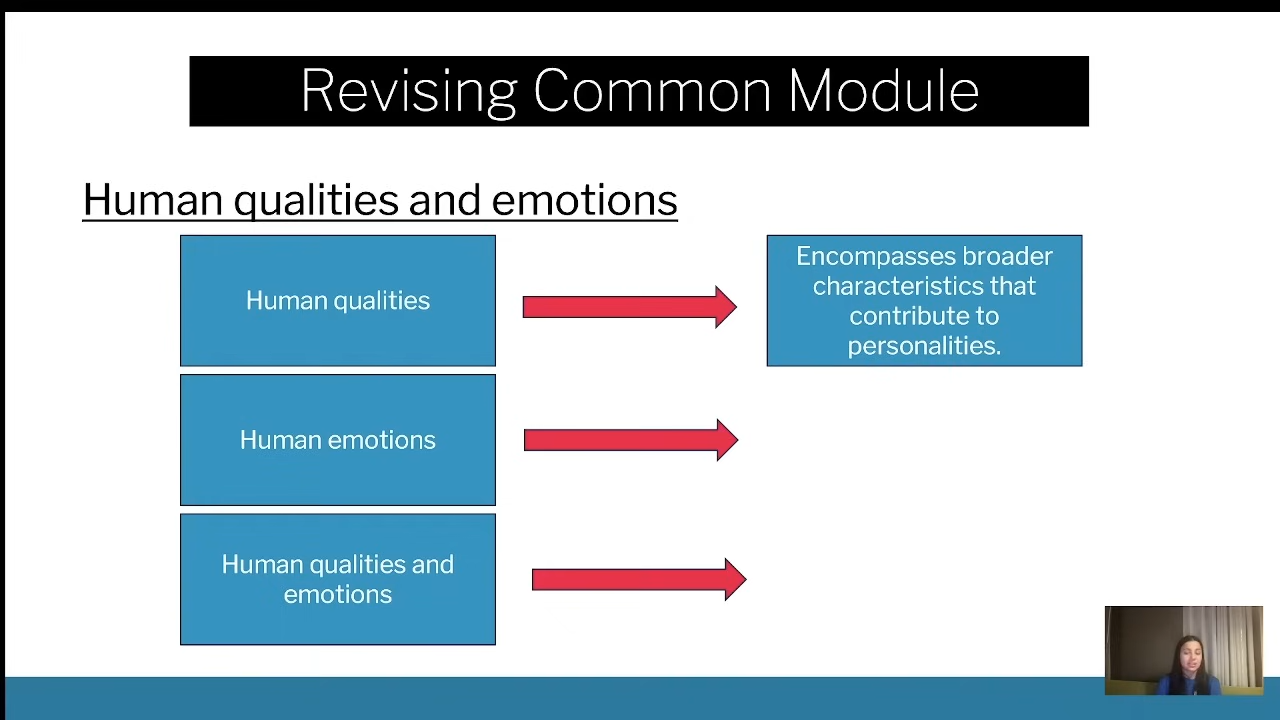 Revising Common Module
Human qualities and emotions
Human qualities
Encompasses broader
characteristics that
contribute to
personalities.
Human emotions
Human qualities and
emotions